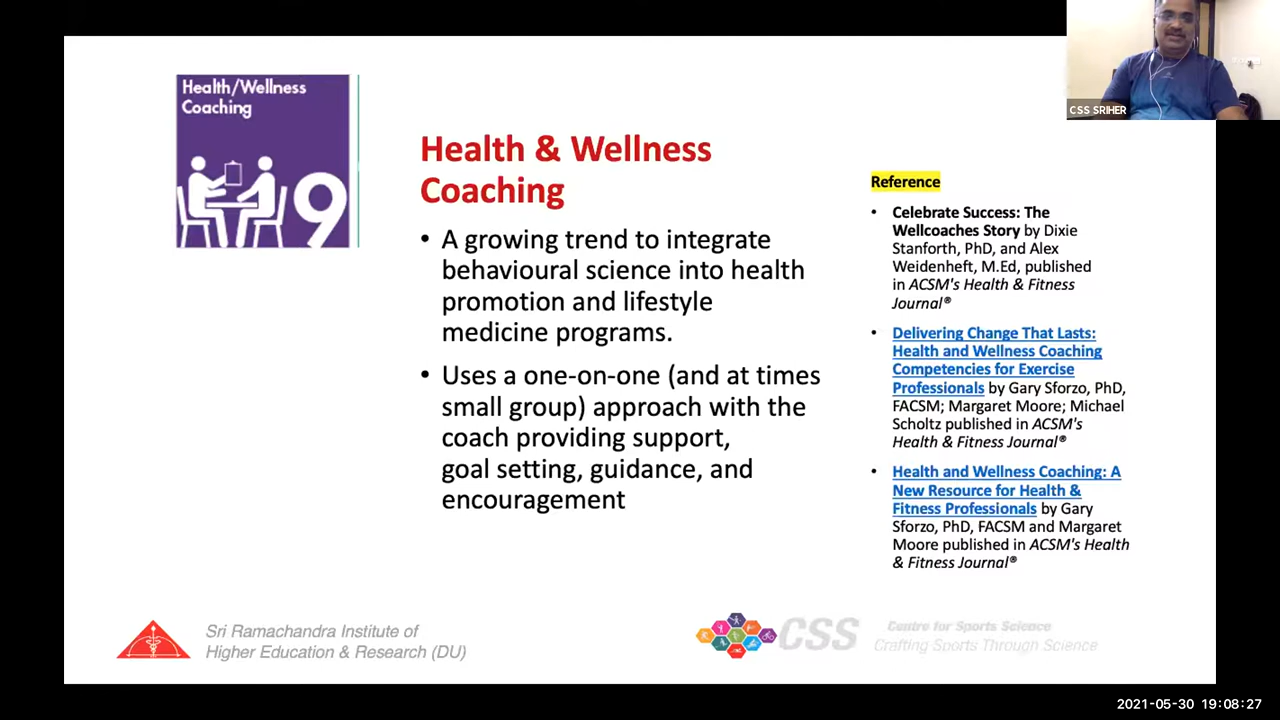 CSS SRIHER
Health/Wellness
Coaching
9
Health & Wellness
Coaching
• A growing trend to integrate
behavioural science into health
promotion and lifestyle
medicine programs.
• Uses a one-on-one (and at times
small group) approach with the
coach providing support,
goal setting, guidance, and
encouragement
Reference
• Celebrate Success: The
Wellcoaches Story by Dixie
Stanforth, PhD, and Alex
Weidenheft, M.Ed, published
in ACSM's Health & Fitness
Journal®
• Delivering Change That Lasts:
Health and Wellness Coaching
Competencies for Exercise
Professionals by Gary Sforzo, PhD,
FACSM; Margaret Moore; Michael
Scholtz published in ACSM's
Health & Fitness Journal®
• Health and Wellness Coaching: A
New Resource for Health &
Fitness Professionals by Gary
Sforzo, PhD, FACSM and Margaret
Moore published in ACSM's Health
& Fitness Journal®
Sri Ramachandra Institute of
Higher Education & Research (DU)
CSS
Centre for Sports Science
Crafting Sports Through Science
2021-05-30 19:08:27